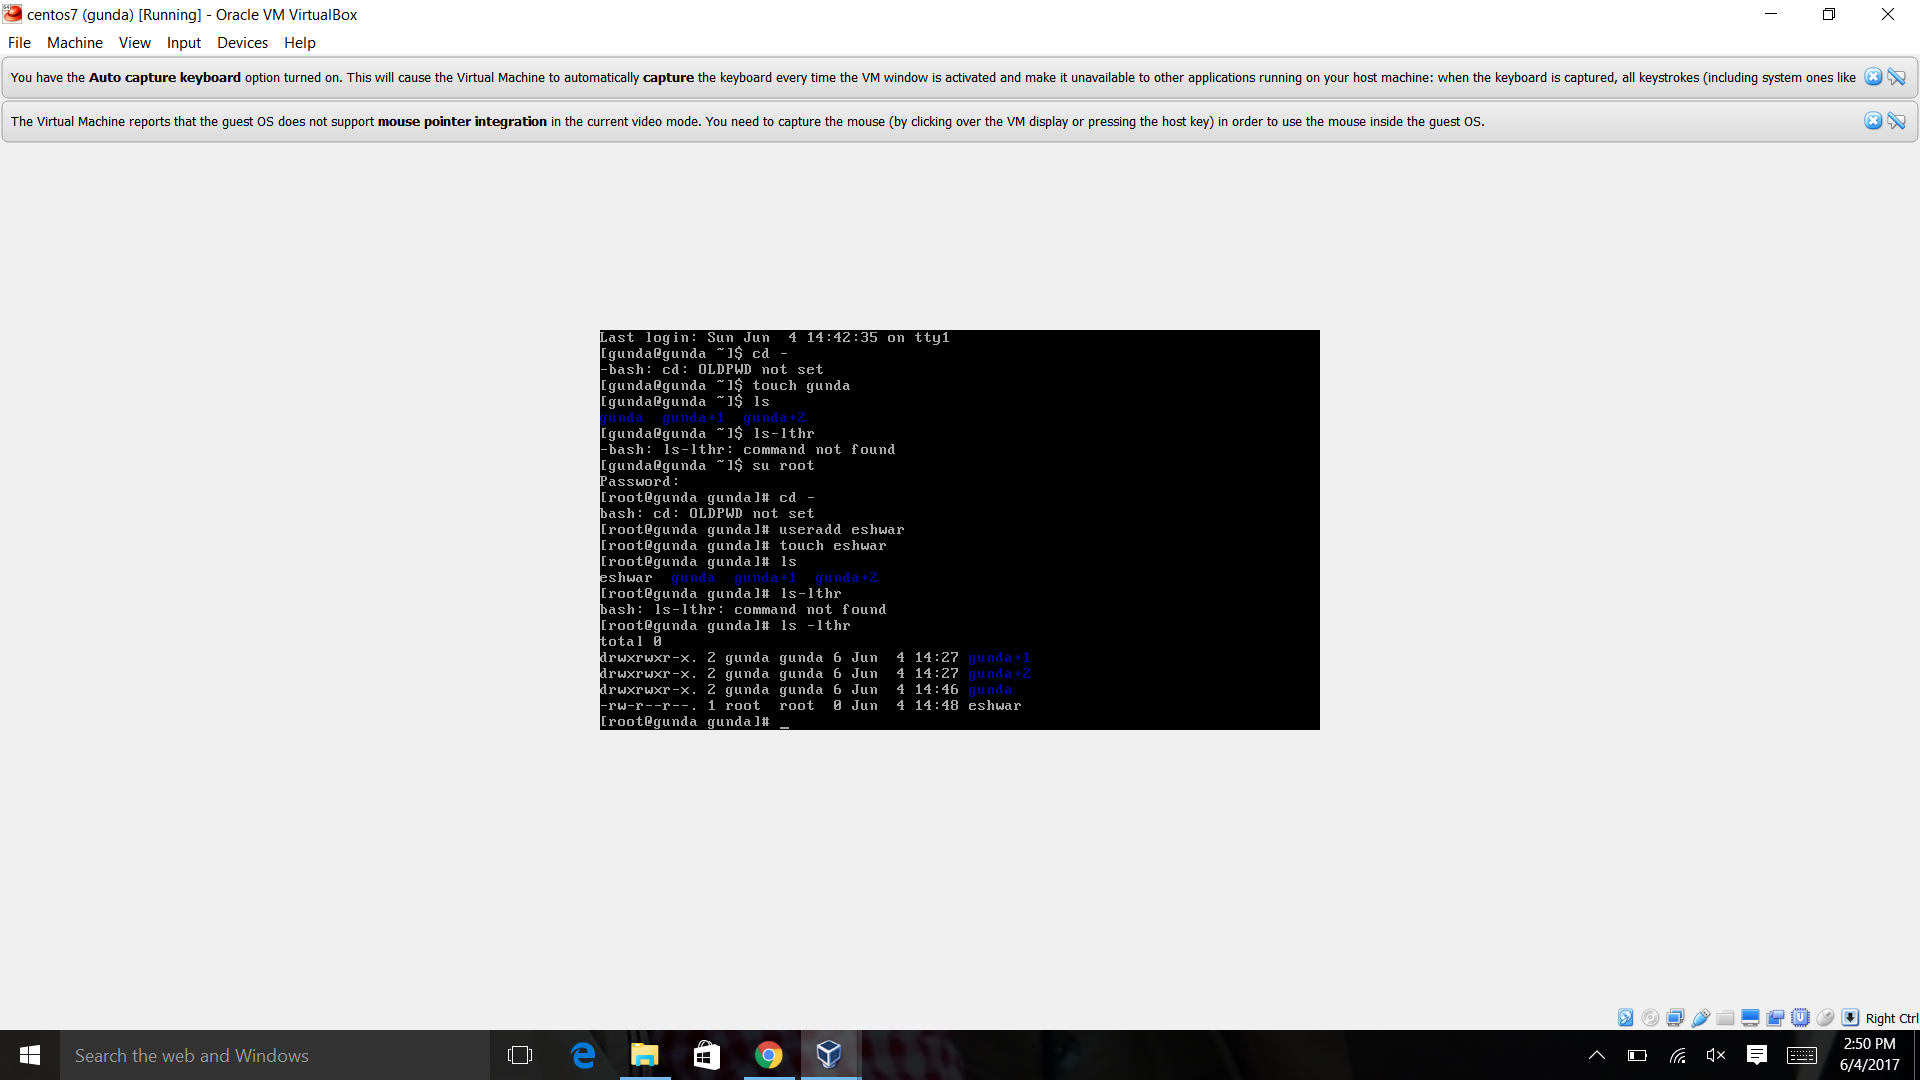 centos7 (gunda) [Running] - Oracle VM VirtualBox
File Machine View Input Devices Help
You have the Auto capture keyboard option turned on. This will cause the Virtual Machine to automatically capture the keyboard every time the VM window is activated and make it unavailable to other applications running on your host machine: when the keyboard is captured, all keystrokes (including system ones like
The Virtual Machine reports that the guest OS does not support mouse pointer integration in the current video mode. You need to capture the mouse (by clicking over the VM display or pressing the host key) in order to use the mouse inside the guest OS.
Last login: Sun Jun  4 14:42:35 on tty1
[gunda@gunda ~]$ cd -
-bash: cd: OLDPWD not set
[gunda@gunda ~]$ touch gunda
[gunda@gunda ~]$ ls
gunda  gunda+1  gunda+2
[gunda@gunda ~]$ ls-lthr
-bash: ls-lthr: command not found
[gunda@gunda ~]$ su root
Password:
[root@gunda gunda]# cd -
bash: cd: OLDPWD not set
[root@gunda gunda]# useradd eshwar
[root@gunda gunda]# touch eshwar
[root@gunda gunda]# ls
eshwar  gunda  gunda+1  gunda+2
[root@gunda gunda]# ls-lthr
bash: ls-lthr: command not found
[root@gunda gunda]# ls -lthr
total 0
drwxrwxr-x. 2 gunda gunda 6 Jun  4 14:27 gunda+1
drwxrwxr-x. 2 gunda gunda 6 Jun  4 14:27 gunda+2
drwxrwxr-x. 2 gunda gunda 6 Jun  4 14:46 gunda
-rw-r--r--. 1 root  root  0 Jun  4 14:48 eshwar
[root@gunda gunda]# _
Right Ctrl
Search the web and Windows
2:50 PM
6/4/2017